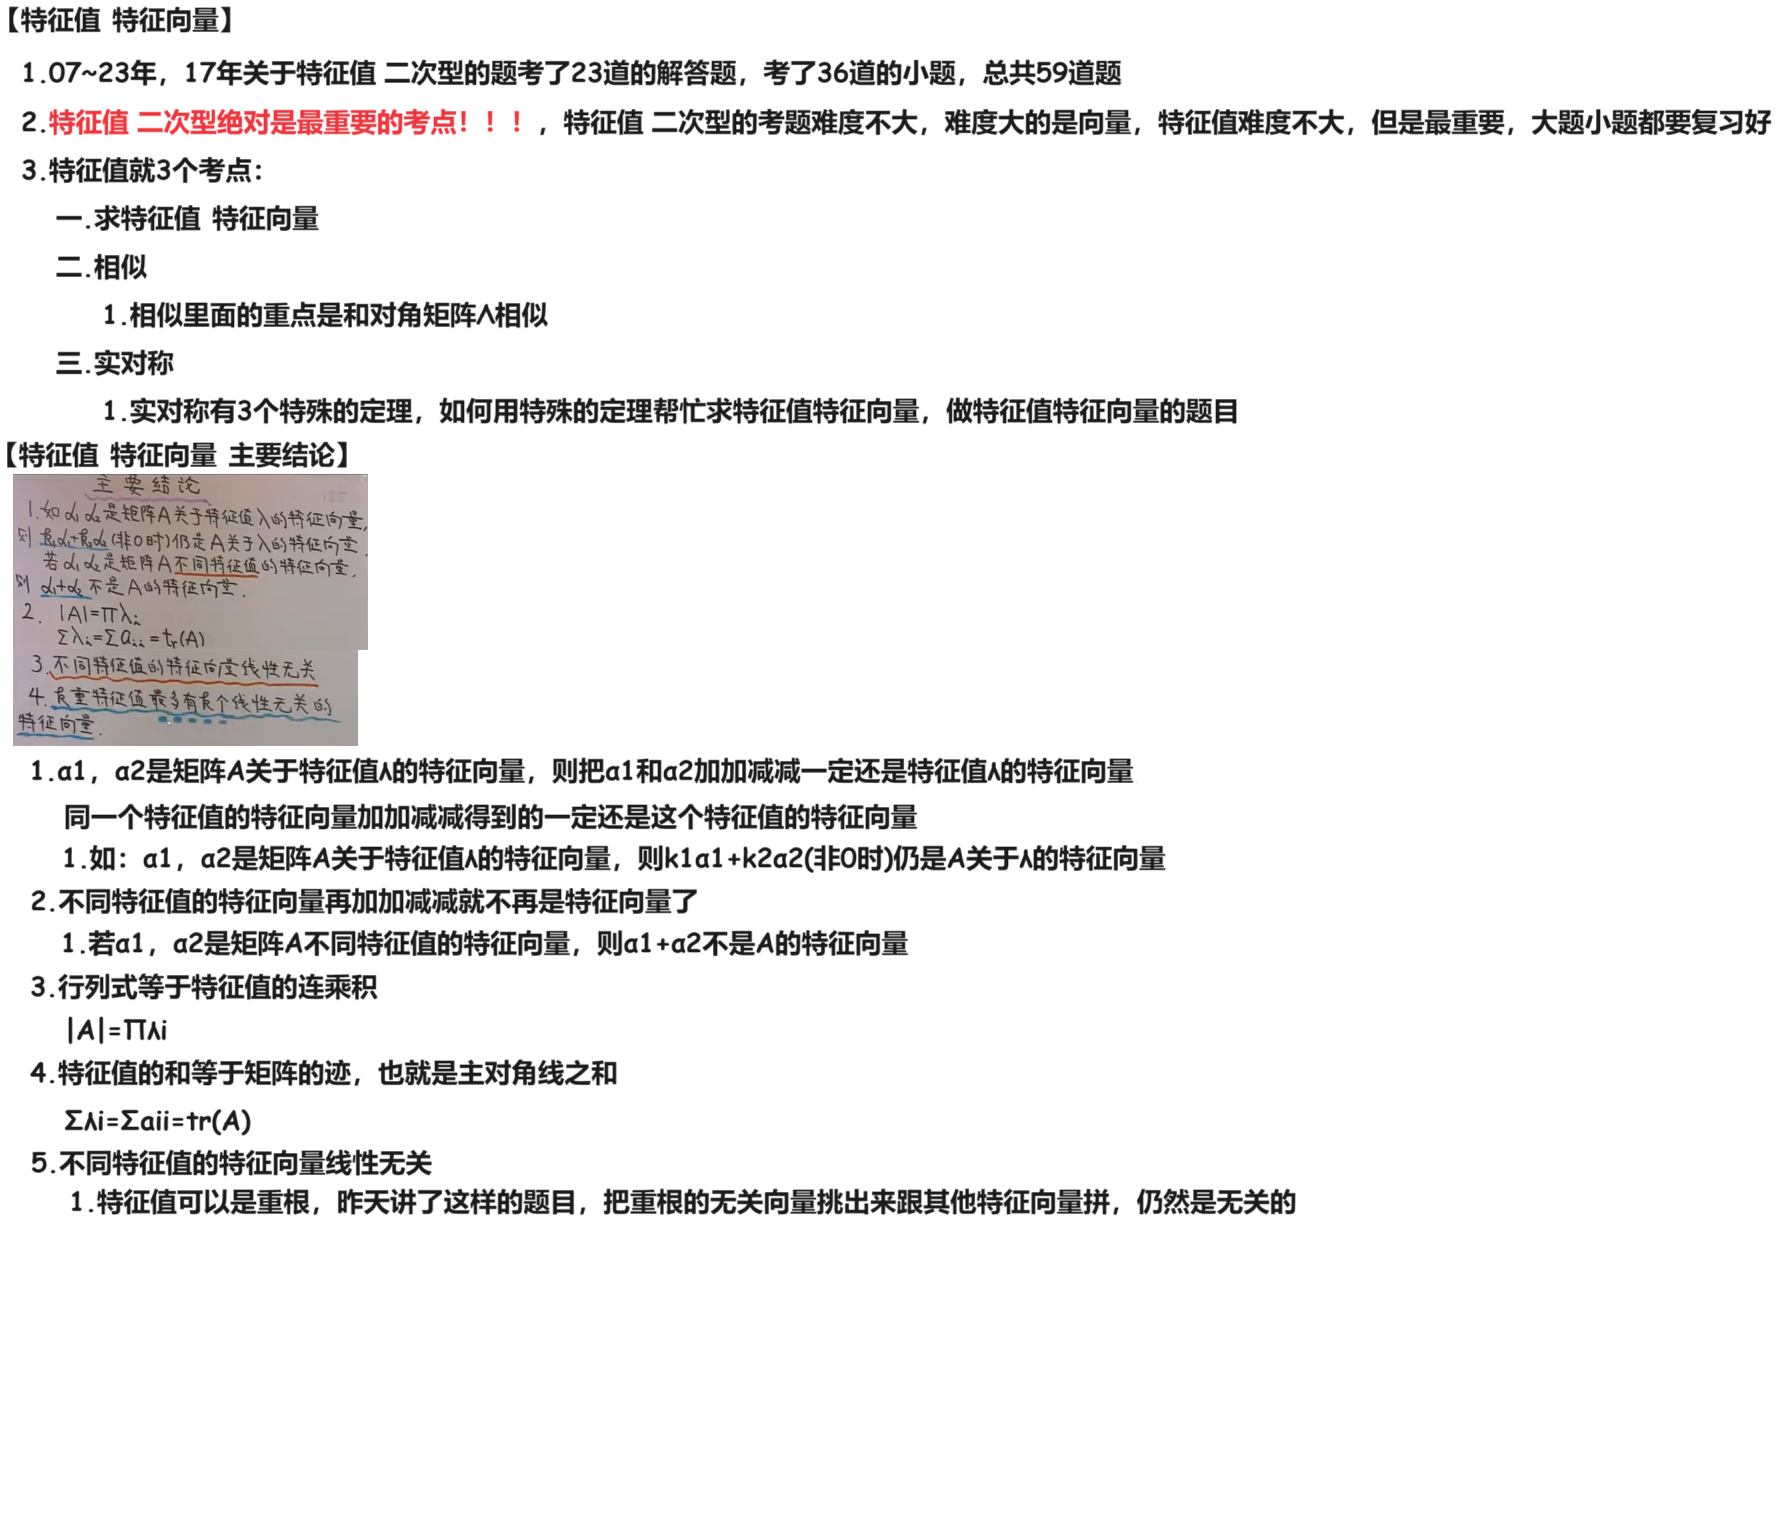 【特征值 特征向量】
1.07~23年，17年关于特征值 二次型的题考了23道的解答题，考了36道的小题，总共59道题
2.特征值 二次型绝对是最重要的考点！！！，特征值 二次型的考题难度不大，难度大的是向量，特征值难度不大，但是最重要，大题小题都要复习好
3.特征值就3个考点：
一.求特征值 特征向量
二.相似
1.相似里面的重点是和对角矩阵Λ相似
三.实对称
1.实对称有3个特殊的定理，如何用特殊的定理帮忙求特征值特征向量，做特征值特征向量的题目
【特征值 特征向量 主要结论】
主要结论
1.如α₁ α₂是矩阵A关于特征值λ的特征向量,
则 k₁α₁+k₂α₂(非0时)仍是A关于λ的特征向量.
若α₁ α₂是矩阵A不同特征值的特征向量,
则 α₁+α₂不是A的特征向量.
2. |A|=∏λᵢ
∑λᵢ=∑aᵢᵢ=tr(A)
3.不同特征值的特征向量线性无关
4.k重特征值最多有k个线性无关的
特征向量.
1.α1，α2是矩阵A关于特征值λ的特征向量，则把α1和α2加加减减一定还是特征值λ的特征向量
同一个特征值的特征向量加加减减得到的一定还是这个特征值的特征向量
1.如：α1，α2是矩阵A关于特征值λ的特征向量，则k1α1+k2α2(非0时)仍是A关于λ的特征向量
2.不同特征值的特征向量再加加减减就不再是特征向量了
1.若α1，α2是矩阵A不同特征值的特征向量，则α1+α2不是A的特征向量
3.行列式等于特征值的连乘积
|A|=∏λi
4.特征值的和等于矩阵的迹，也就是主对角线之和
∑λi=∑aii=tr(A)
5.不同特征值的特征向量线性无关
1.特征值可以是重根，昨天讲了这样的题目，把重根的无关向量挑出来跟其他特征向量拼，仍然是无关的